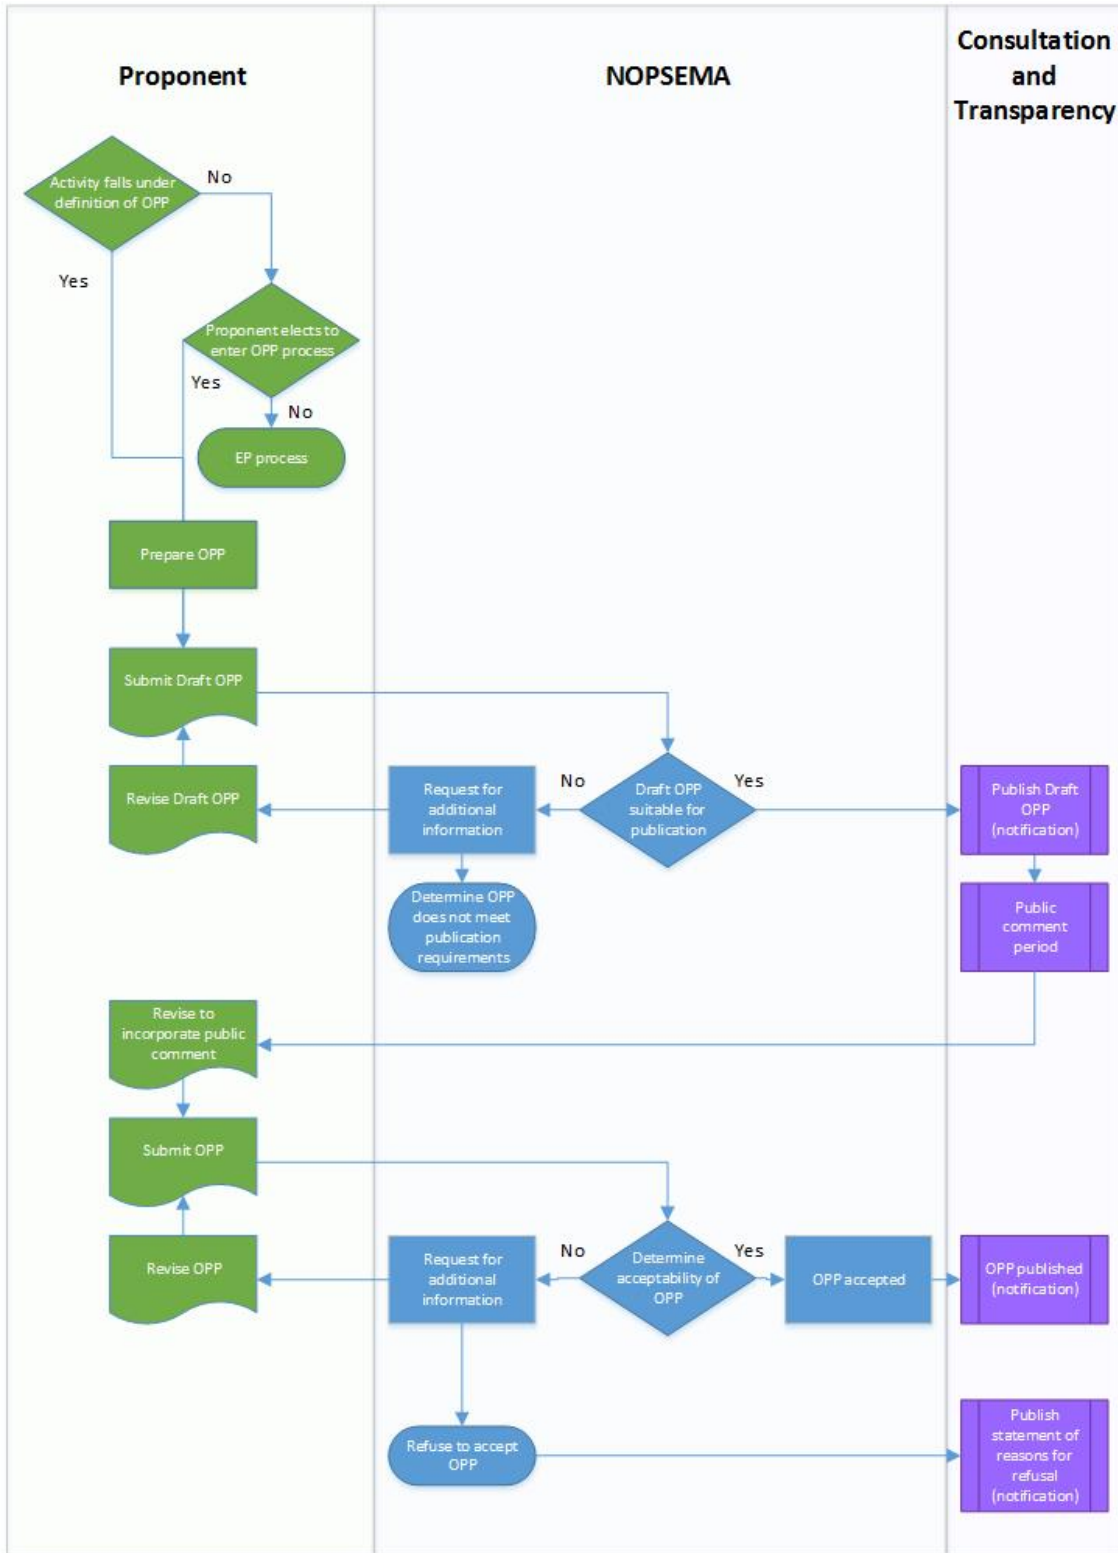 Proponent
NOPSEMA
Consultation
and
Transparency
Activity falls under
definition of OPP
No
Yes
Proponent elects to
enter OPP process
Yes
No
EP process
Prepare OPP
Submit Draft OPP
Revise Draft OPP
Request for
additional
information
No
Draft OPP
suitable for
publication
Yes
Publish Draft
OPP
(notification)
Determine OPP
does not meet
publication
requirements
Public
comment
period
Revise to
incorporate public
comment
Submit OPP
Revise OPP
Request for
additional
information
No
Determine
acceptability of
OPP
Yes
OPP accepted
OPP published
(notification)
Refuse to accept
OPP
Publish
statement of
reasons for
refusal
(notification)